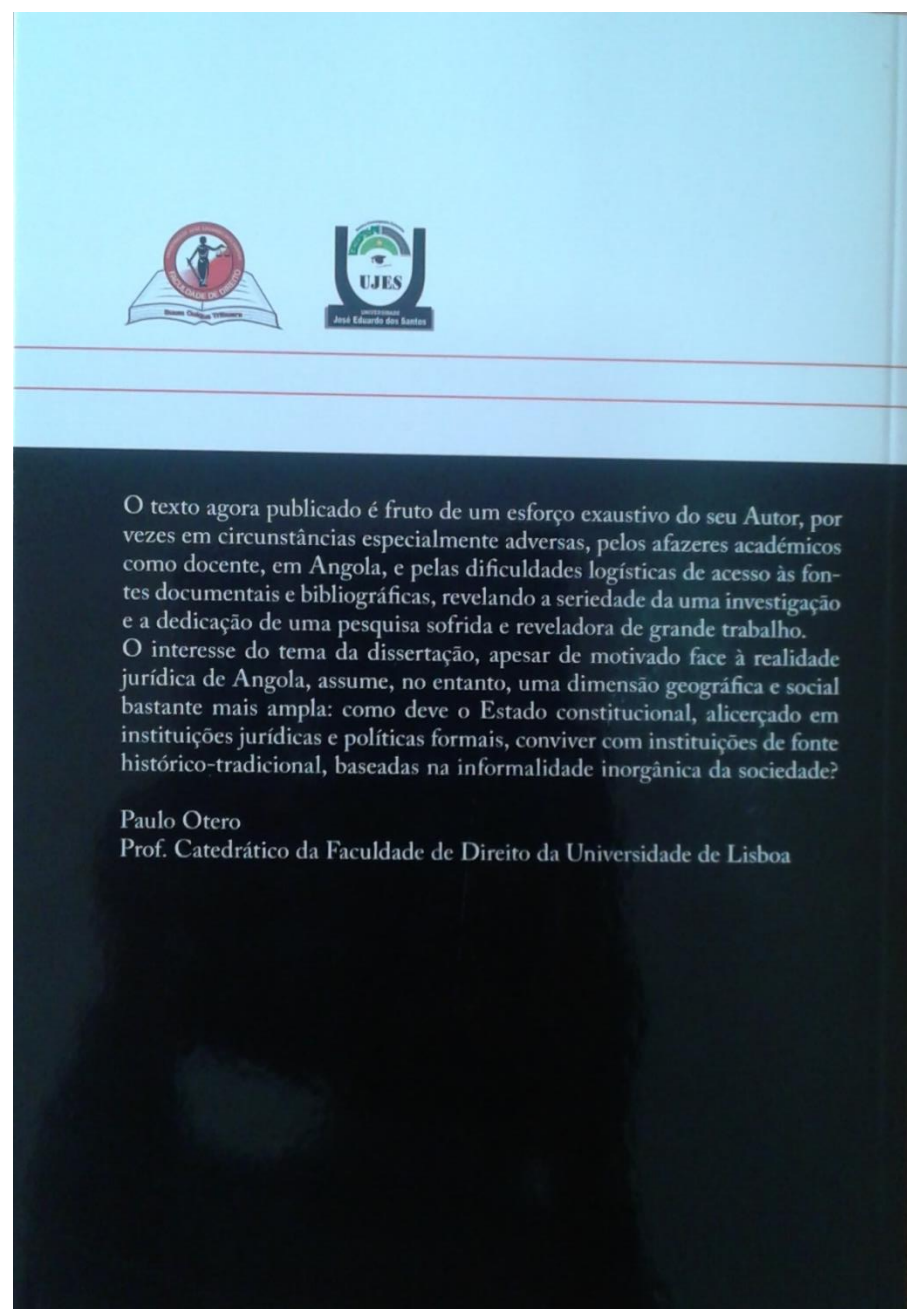 FACULDADE DE DIREITO
UJES
UNIVERSIDADE
José Eduardo dos Santos
O texto agora publicado é fruto de um esforço exaustivo do seu Autor, por
vezes em circunstâncias especialmente adversas, pelos afazeres académicos
como docente, em Angola, e pelas dificuldades logísticas de acesso às fon-
tes documentais e bibliográficas, revelando a seriedade da uma investigação
e a dedicação de uma pesquisa sofrida e reveladora de grande trabalho.
O interesse do tema da dissertação, apesar de motivado face à realidade
jurídica de Angola, assume, no entanto, uma dimensão geográfica e social
bastante mais ampla: como deve o Estado constitucional, alicerçado em
instituições jurídicas e políticas formais, conviver com instituições de fonte
histórico-tradicional, baseadas na informalidade inorgânica da sociedade?
Paulo Otero
Prof. Catedrático da Faculdade de Direito da Universidade de Lisboa